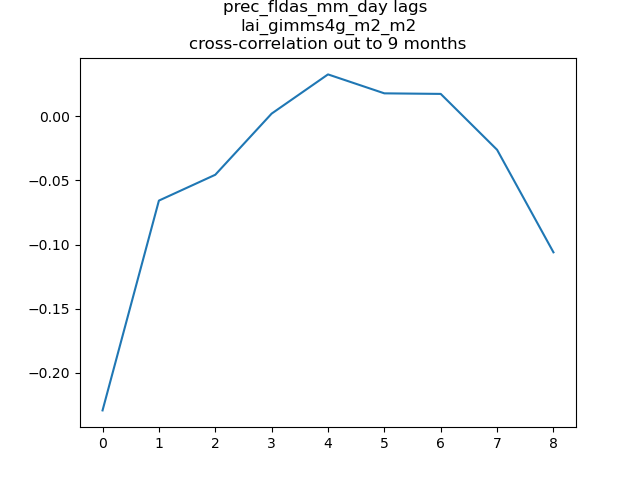 prec_fldas_mm_day lags
lai_gimms4g_m2_m2
cross-correlation out to 9 months
0.00
−0.05
−0.10
−0.15
−0.20
0 1 2 3 4 5 6 7 8